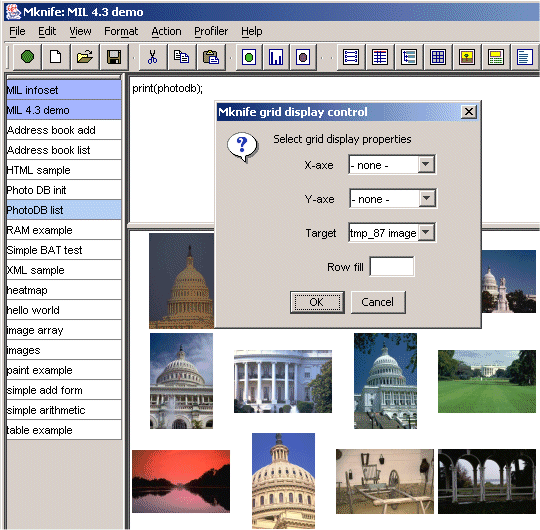 Mknife: MIL 4.3 demo
File Edit View Format Action Profiler Help
MIL infoset
MIL 4.3 demo
Address book add
Address book list
HTML sample
Photo DB init
PhotoDB list
RAM example
Simple BAT test
XML sample
heatmap
hello world
image array
images
paint example
simple add form
simple arithmetic
table example
print(photodb);
Mknife grid display control
Select grid display properties
X-axe - none -
Y-axe - none -
Target tmp_87 image
Row fill
OK Cancel